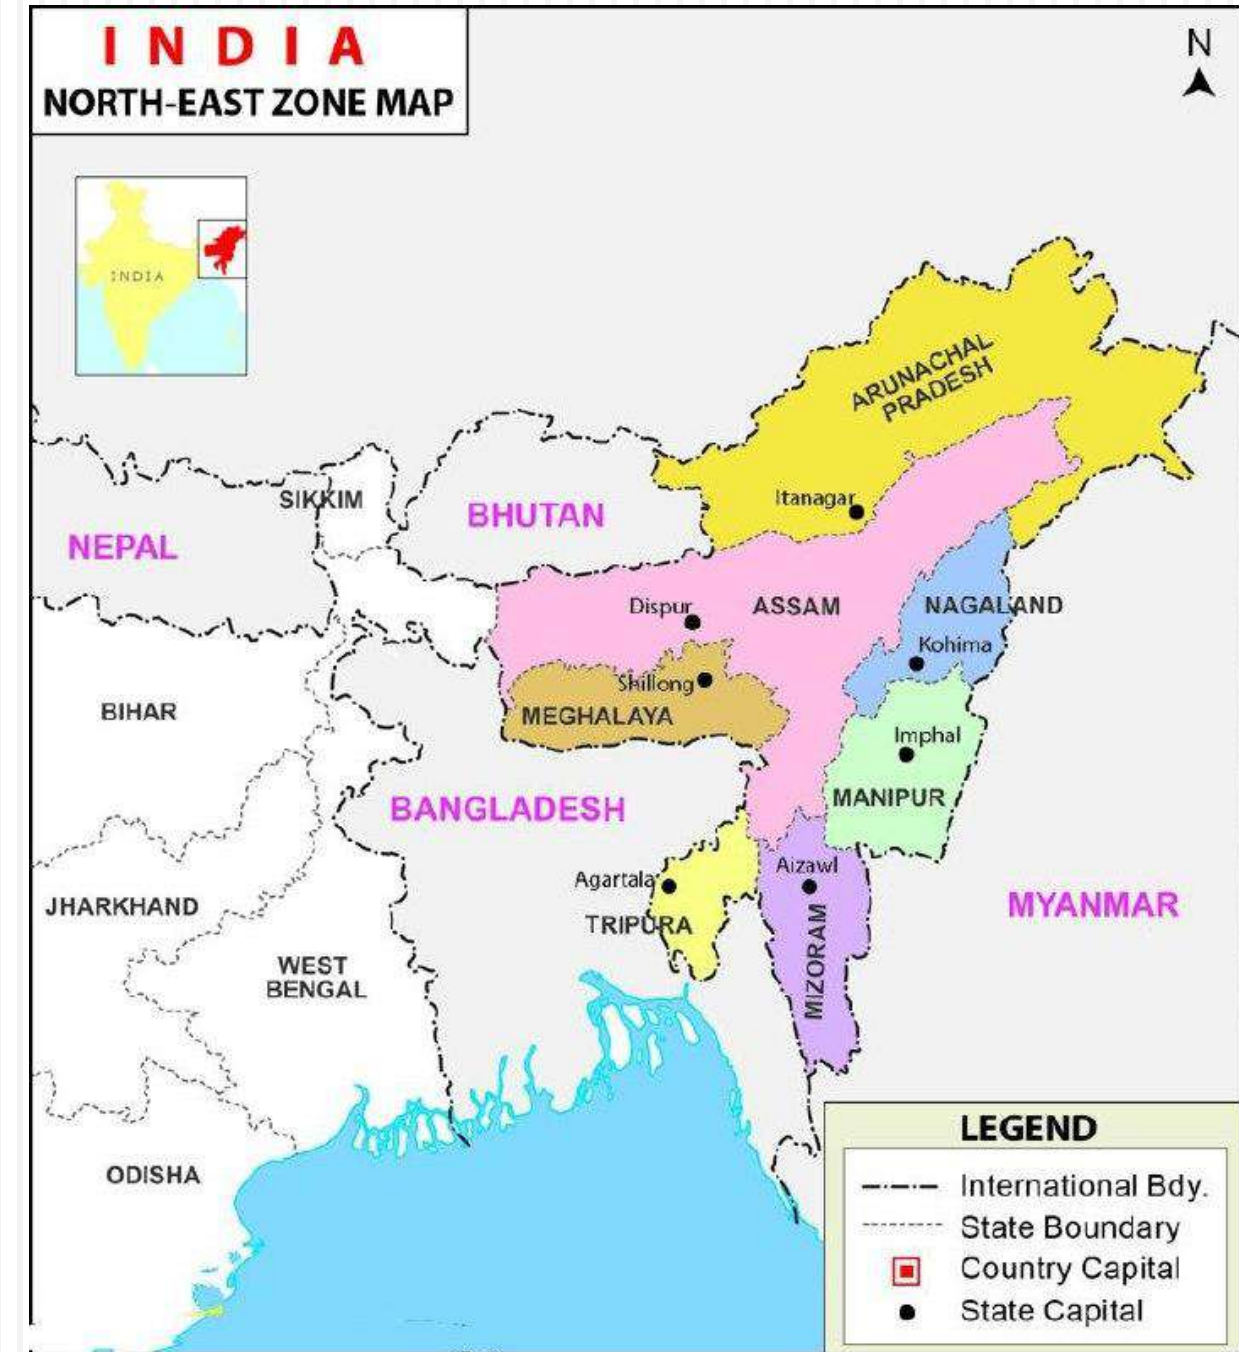 INDIA
NORTH-EAST ZONE MAP
N
INDIA
ARUNACHAL
PRADESH
Itanagar
SIKKIM
BHUTAN
NEPAL
Dispur
ASSAM
NAGALAND
Kohima
Shillong
MEGHALAYA
BIHAR
Imphal
MANIPUR
BANGLADESH
Agartala
Aizawl
TRIPURA
MIZORAM
MYANMAR
JHARKHAND
WEST
BENGAL
ODISHA
LEGEND
International Bdy.
State Boundary
Country Capital
State Capital